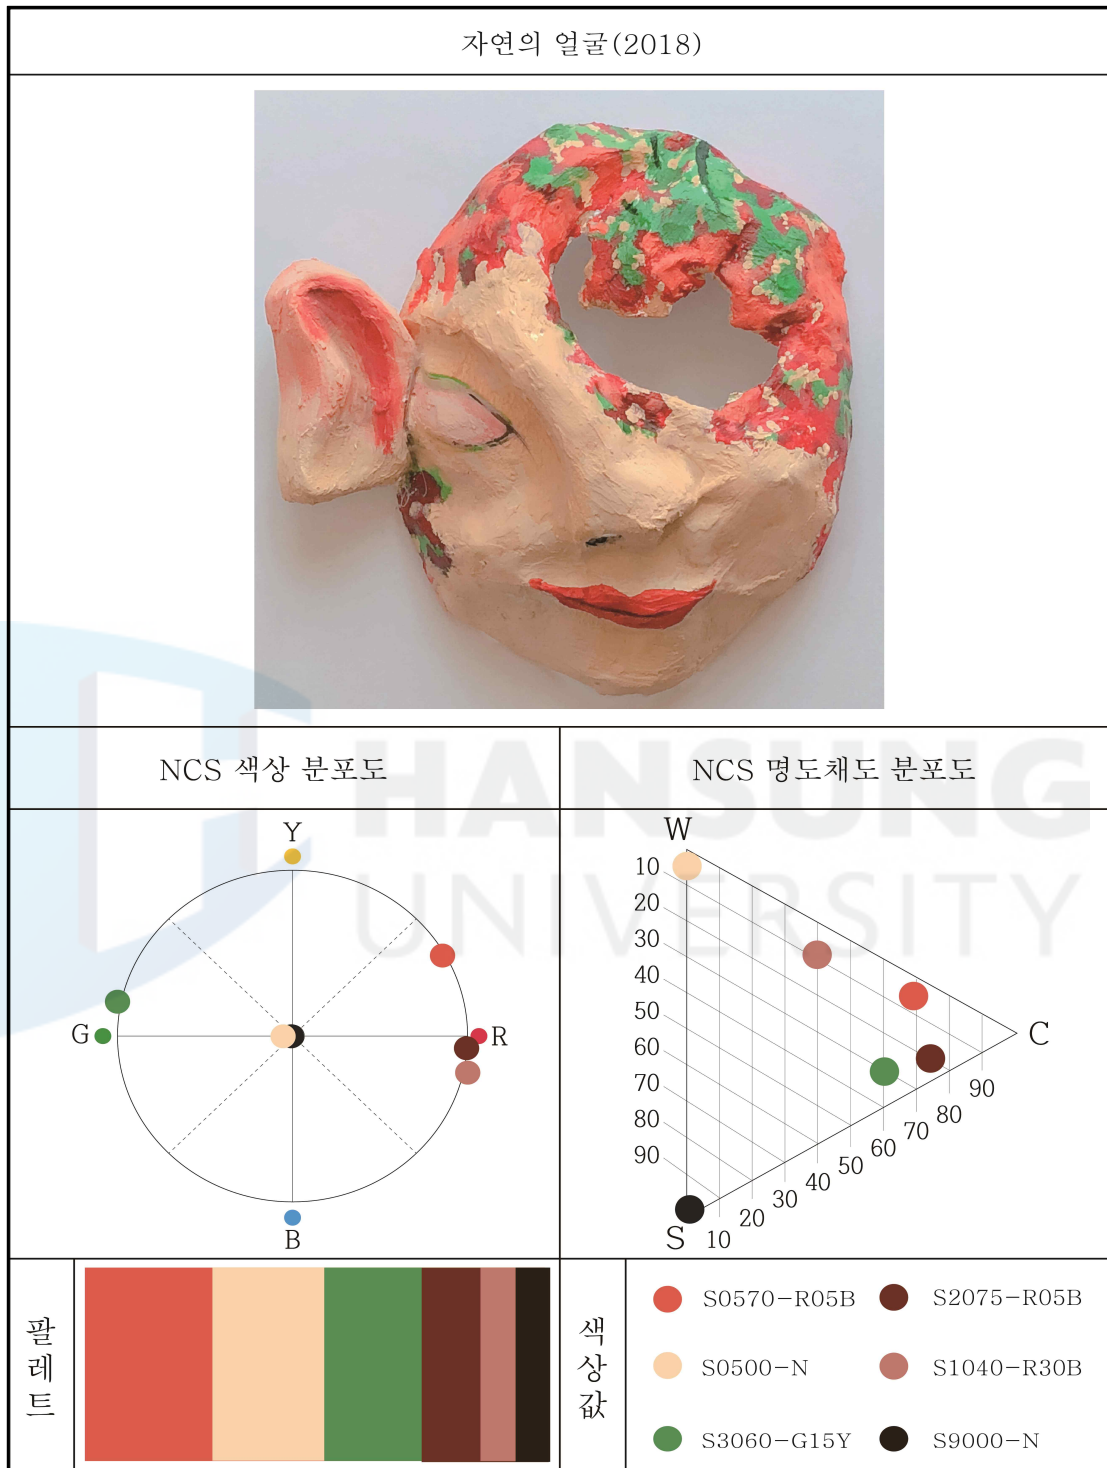 자연의 얼굴(2018)
NCS 색상 분포도
NCS 명도채도 분포도
HANSUNG
UNIVERSITY
Y
G
R
B
W
10
20
30
40
50
60
70
80
90
S
C
10
20
30
40
50
60
70
80
90
팔레트
색상값
S0570-R05B
S2075-R05B
S0500-N
S1040-R30B
S3060-G15Y
S9000-N